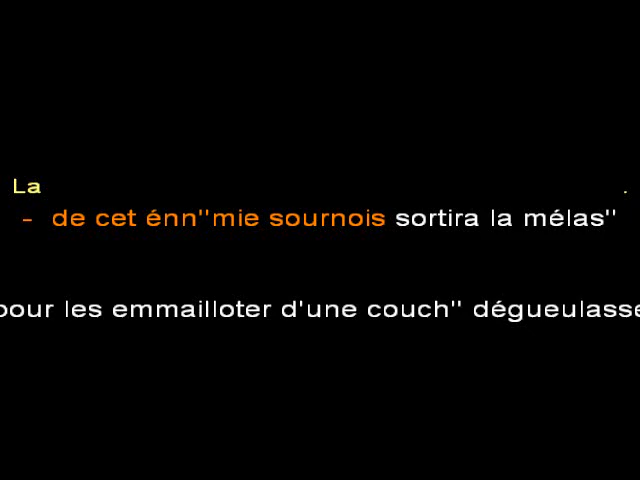 La .
- de cet énn"mie sournois sortira la mélas"
pour les emmailloter d'une couch" dégueulasse